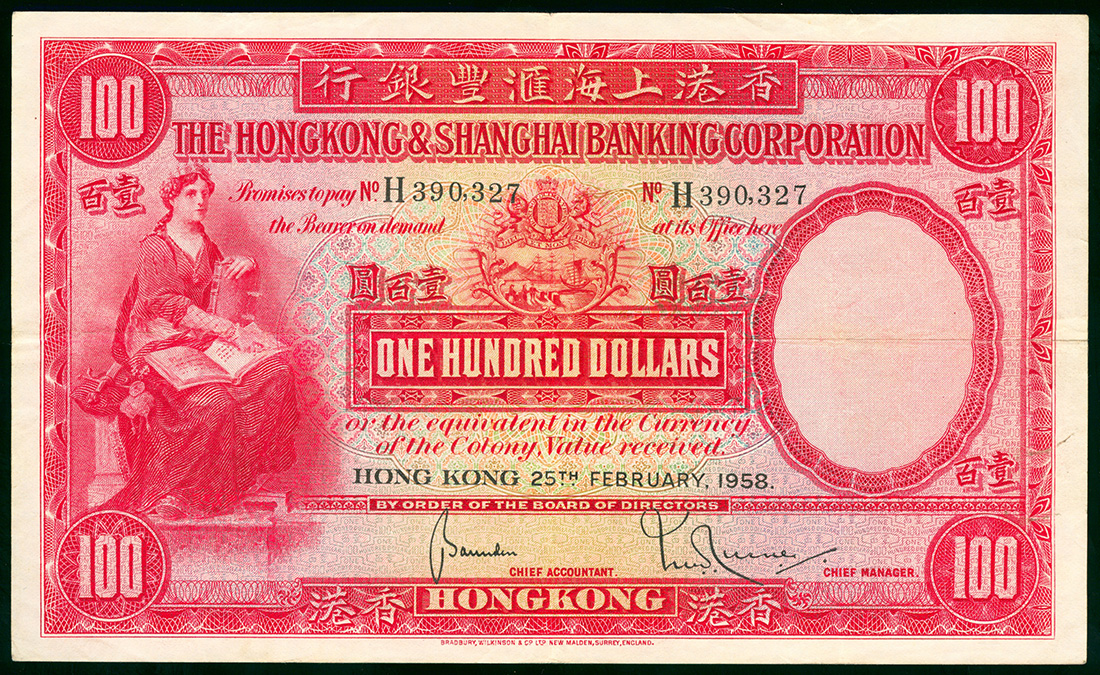 香港上海滙豐銀行
100
100
THE HONGKONG & SHANGHAI BANKING CORPORATION
壹百
壹百
Promises to pay Nº H 390,327
Nº H 390,327
the Bearer on demand
at its Office here
壹百圓
壹百圓
ONE HUNDRED DOLLARS
or the equivalent in the Currency
of the Colony, Value received.
HONG KONG 25TH FEBRUARY, 1958.
壹百
BY ORDER OF THE BOARD OF DIRECTORS
100
100
CHIEF ACCOUNTANT.
CHIEF MANAGER.
香港
HONGKONG
香港
BRADBURY, WILKINSON & Cº LTD NEW MALDEN, SURREY, ENGLAND.